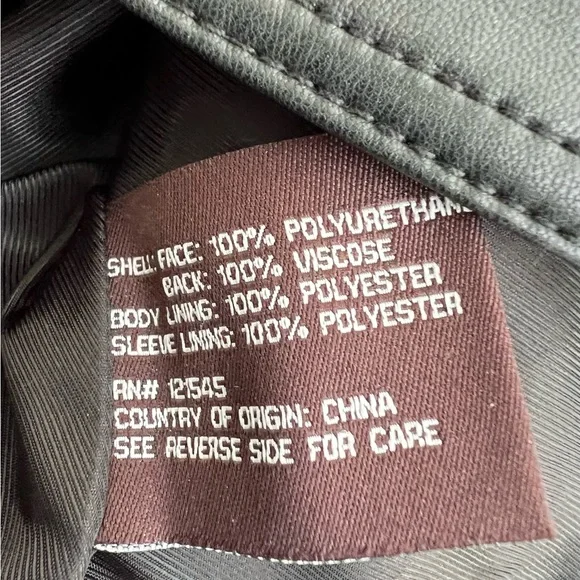 SHELL: FACE: 100% POLYURETHANE
BACK: 100% VISCOSE
BODY LINING: 100% POLYESTER
SLEEVE LINING: 100% POLYESTER
RN# 121545
COUNTRY OF ORIGIN: CHINA
SEE REVERSE SIDE FOR CARE